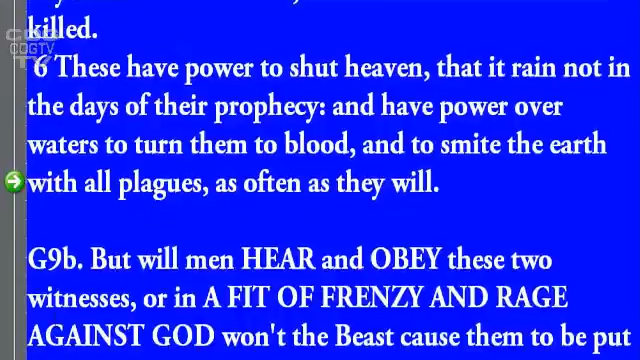 killed.
COGTV
6 These have power to shut heaven, that it rain not in
the days of their prophecy: and have power over
waters to turn them to blood, and to smite the earth
with all plagues, as often as they will.
G9b. But will men HEAR and OBEY these two
witnesses, or in A FIT OF FRENZY AND RAGE
AGAINST GOD won't the Beast cause them to be put